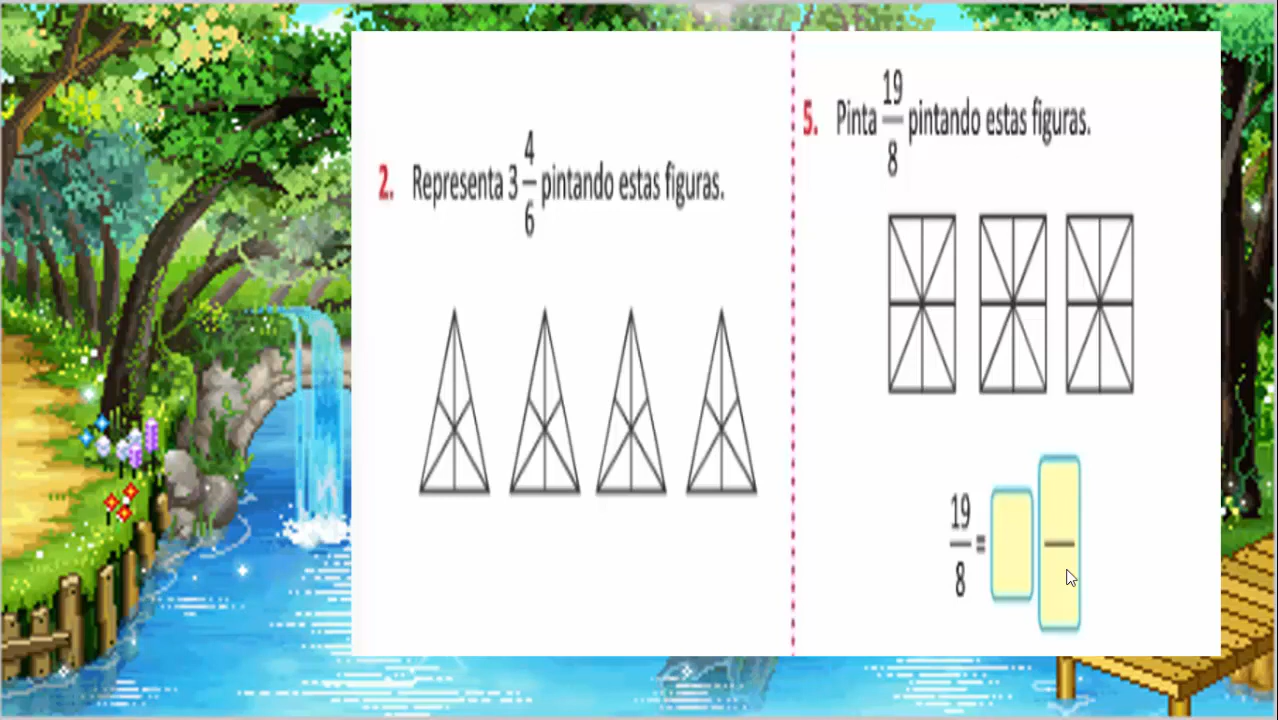 2. Representa 3 4/6 pintando estas figuras.
5. Pinta 19/8 pintando estas figuras.
19/8 =